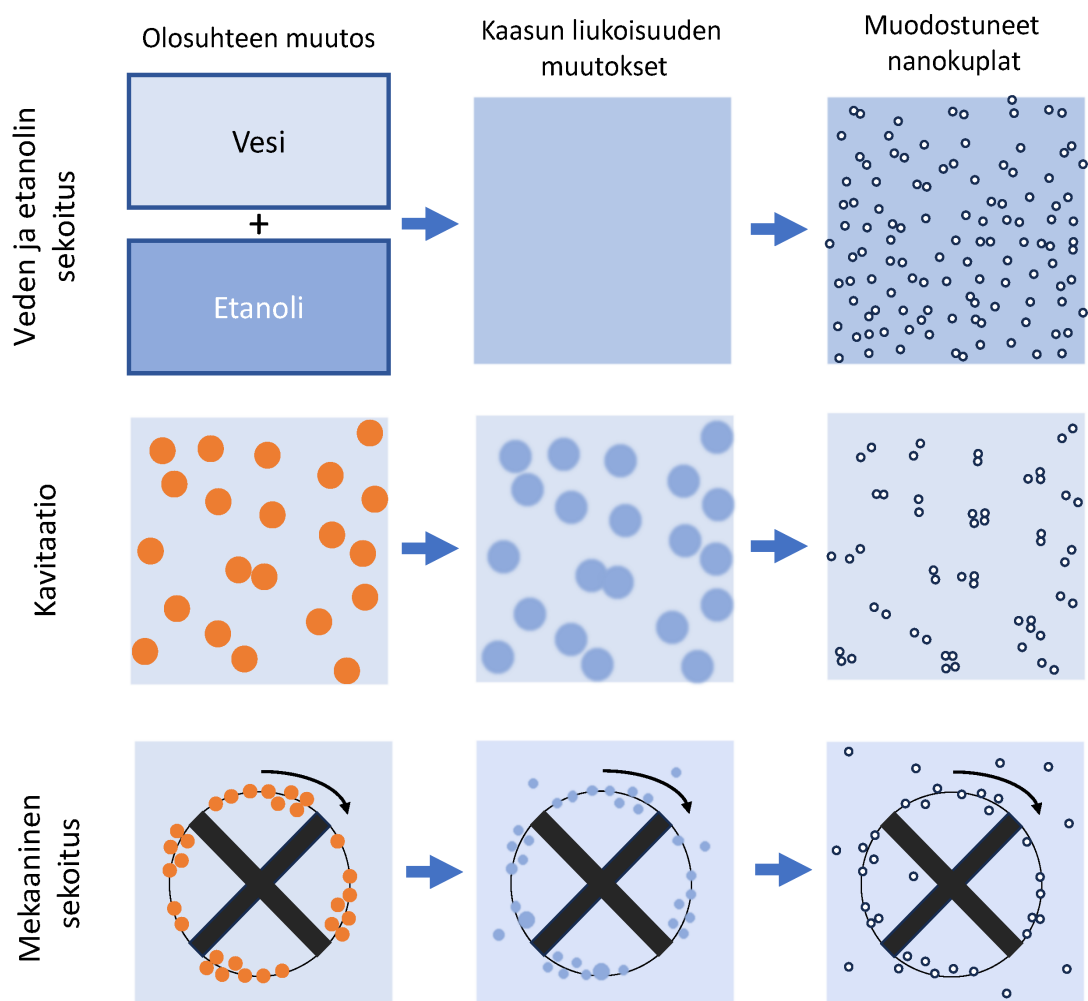 Olosuhteen muutos
Kaasun liukoisuuden
muutokset
Muodostuneet
nanokuplat
Veden ja etanolin
sekoitus
Vesi
+
Etanoli
Kavitaatio
Mekaaninen
sekoitus